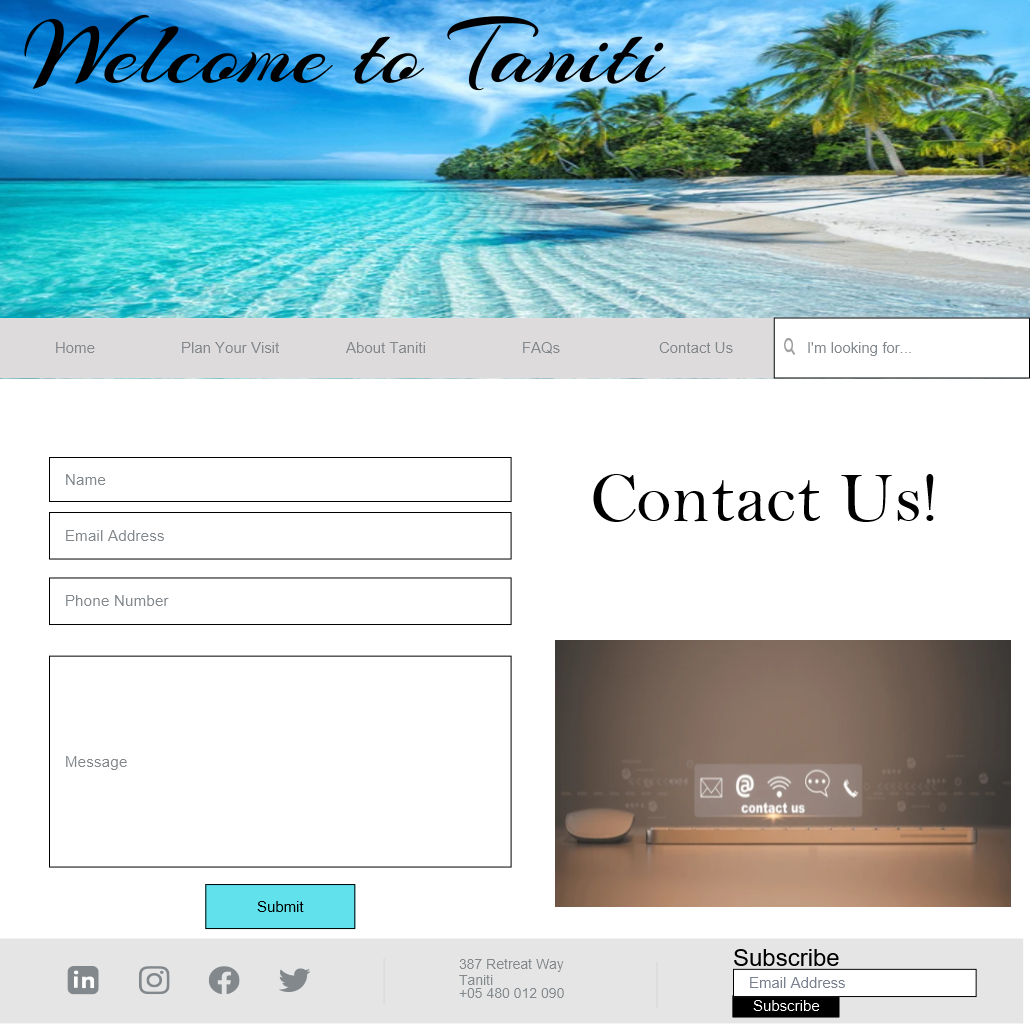 Welcome to Taniti
Home
Plan Your Visit
About Taniti
FAQs
Contact Us
I'm looking for...
Name
Email Address
Phone Number
Message
Submit
Contact Us!
@
contact us
in
387 Retreat Way
Taniti
+05 480 012 090
Subscribe
Email Address
Subscribe